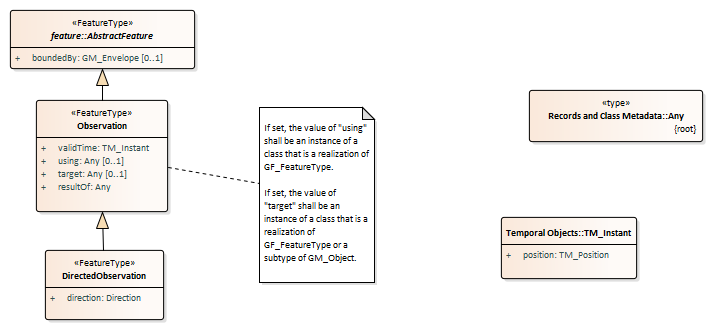 «FeatureType»
feature::AbstractFeature
+ boundedBy: GM_Envelope [0..1]
«FeatureType»
Observation
+ validTime: TM_Instant
+ using: Any [0..1]
+ target: Any [0..1]
+ resultOf: Any
«FeatureType»
DirectedObservation
+ direction: Direction
If set, the value of "using"
shall be an instance of a
class that is a realization of
GF_FeatureType.
If set, the value of
"target" shall be an
instance of a class that is a
realization of
GF_FeatureType or a
subtype of GM_Object.
«type»
Records and Class Metadata::Any
{root}
Temporal Objects::TM_Instant
+ position: TM_Position